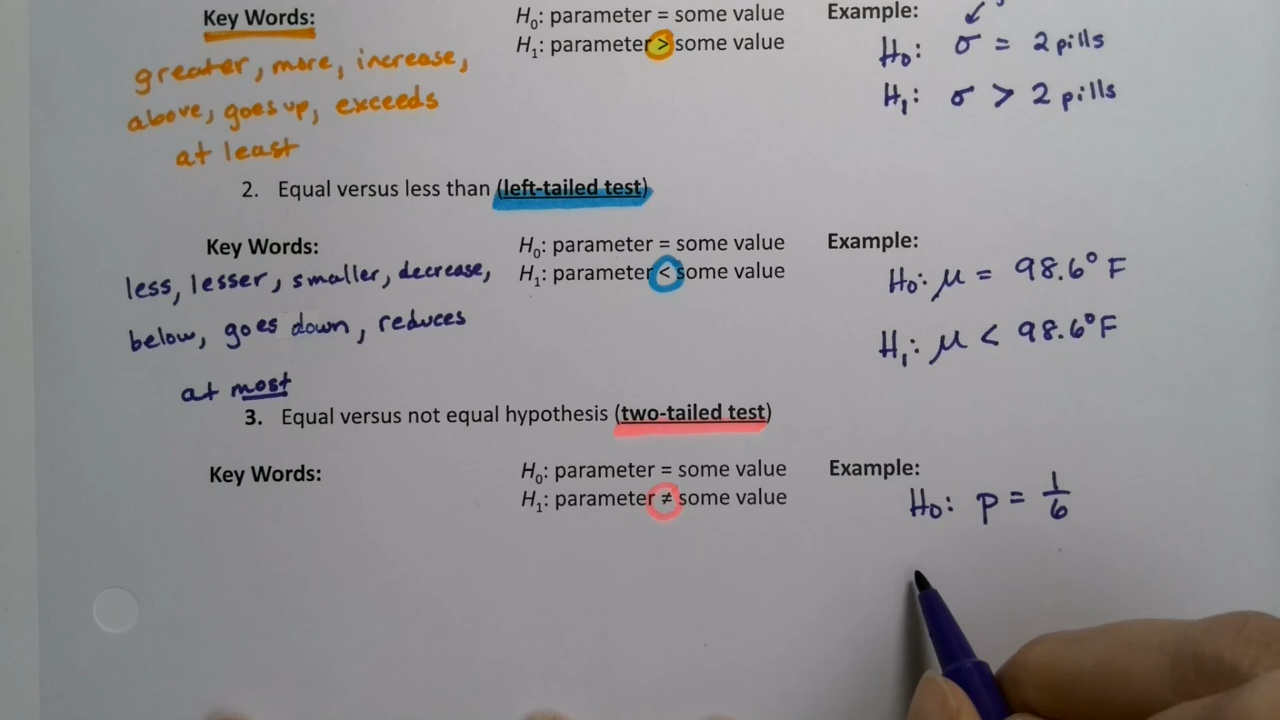 Key Words:
H₀: parameter = some value
Example:
H₁: parameter > some value
H₀: σ = 2 pills
greater, more, increase,
H₁: σ > 2 pills
above, goes up, exceeds
at least
2. Equal versus less than (left-tailed test)
Key Words:
H₀: parameter = some value
Example:
less, lesser, smaller, decrease,
H₁: parameter < some value
H₀: μ = 98.6° F
below, goes down, reduces
H₁: μ < 98.6° F
at most
3. Equal versus not equal hypothesis (two-tailed test)
Key Words:
H₀: parameter = some value
Example:
H₁: parameter ≠ some value
H₀: p = 1/6